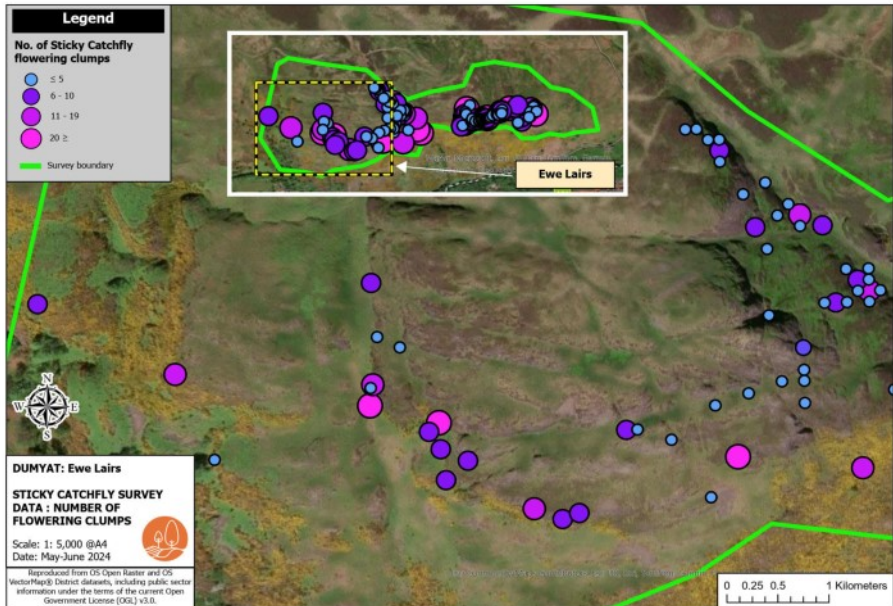 Legend
No. of Sticky Catchfly
flowering clumps
≤ 5
6 - 10
11 - 19
20 ≥
Survey boundary
Ewe Lairs
N
W E
S
DUMYAT: Ewe Lairs
STICKY CATCHFLY SURVEY
DATA : NUMBER OF
FLOWERING CLUMPS
Scale: 1: 5,000 @A4
Date: May-June 2024
Reproduced from OS Open Raster and OS
VectorMap® District datasets, including public sector
information under the terms of the current Open
Government License (OGL) v3.0.
0 0.25 0.5 1 Kilometers